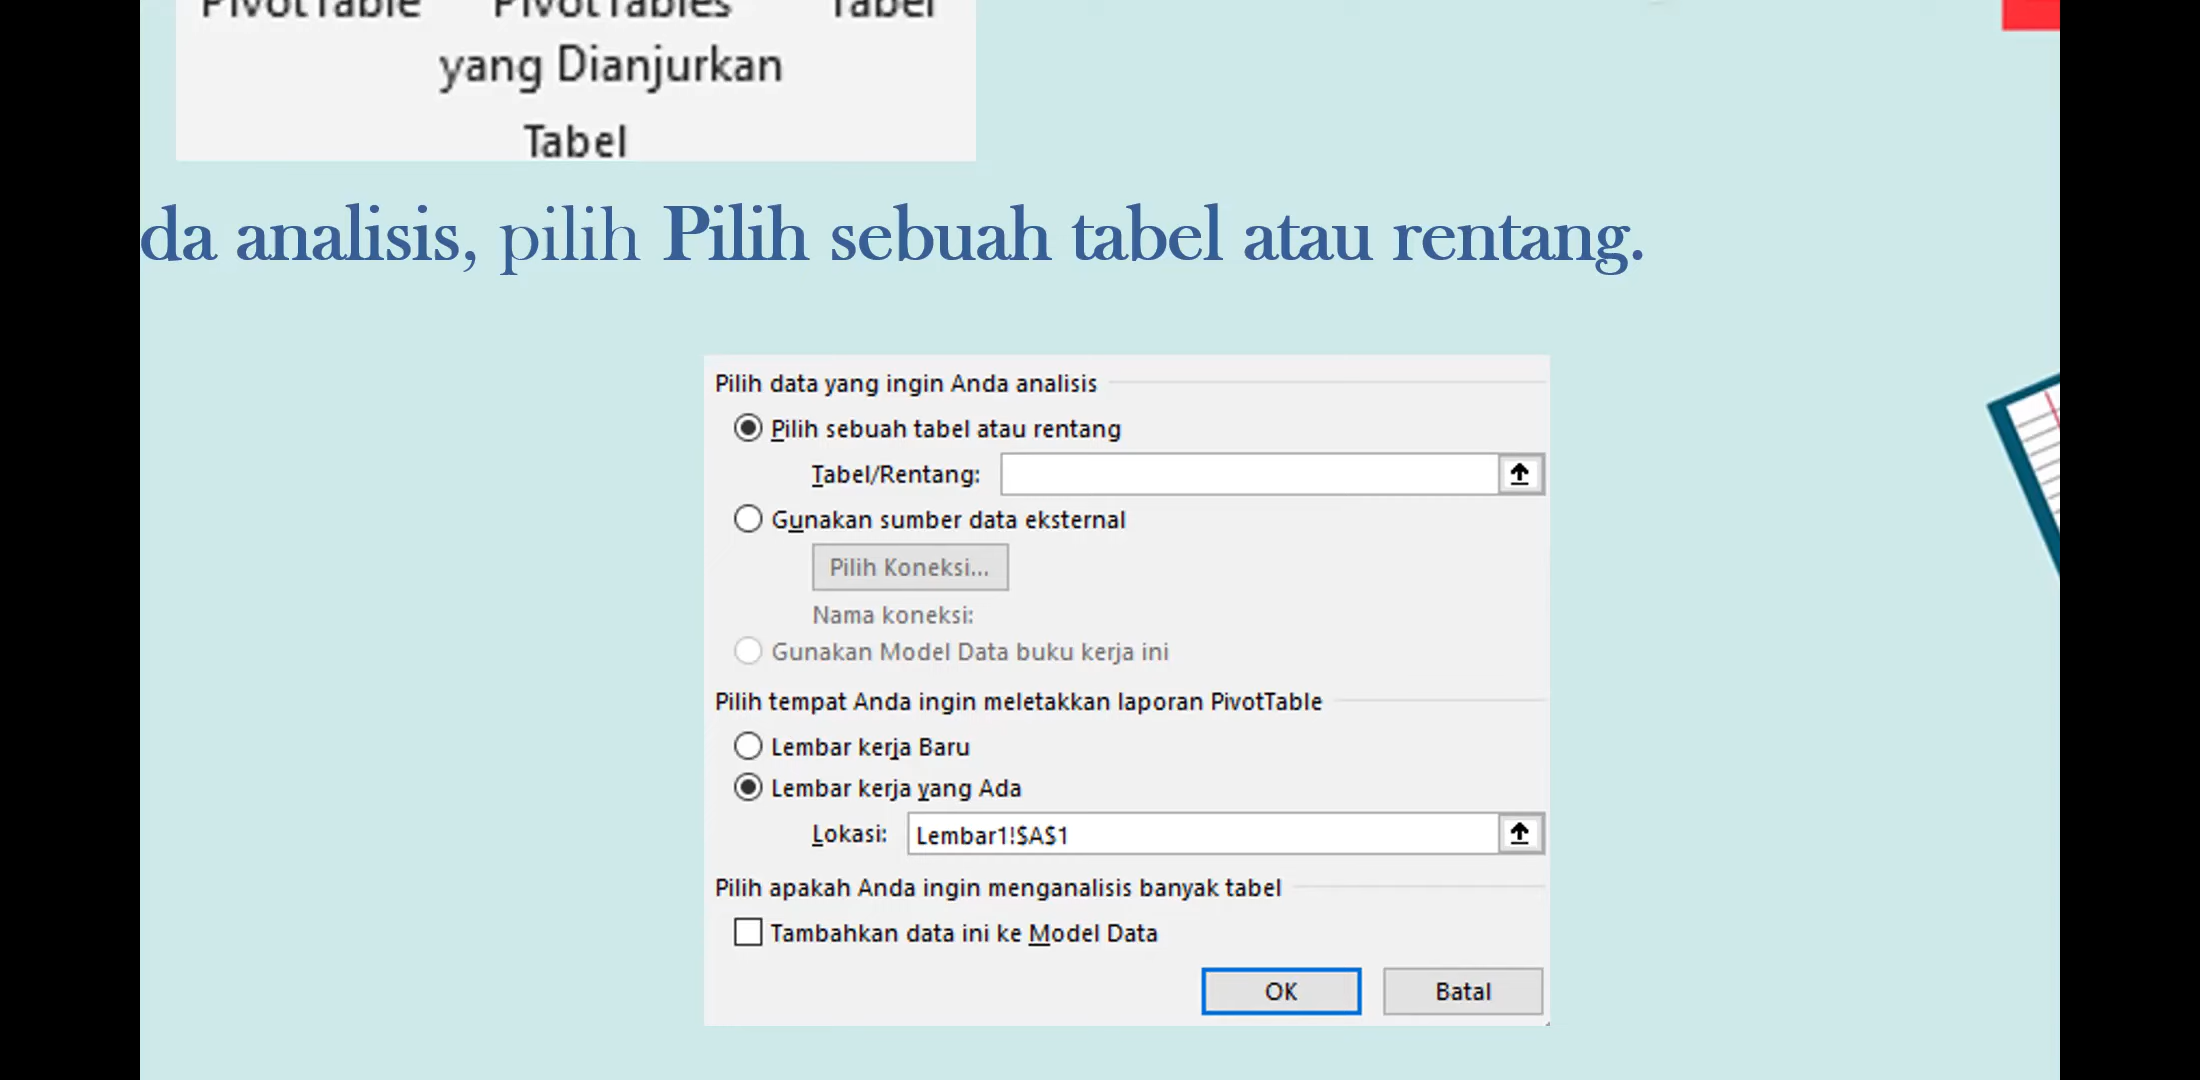 PivotTable PivotTables Tabel
yang Dianjurkan
Tabel
da analisis, pilih Pilih sebuah tabel atau rentang.
Pilih data yang ingin Anda analisis
Pilih sebuah tabel atau rentang
Tabel/Rentang:
Gunakan sumber data eksternal
Pilih Koneksi...
Nama koneksi:
Gunakan Model Data buku kerja ini
Pilih tempat Anda ingin meletakkan laporan PivotTable
Lembar kerja Baru
Lembar kerja yang Ada
Lokasi: Lembar1!$A$1
Pilih apakah Anda ingin menganalisis banyak tabel
Tambahkan data ini ke Model Data
OK Batal